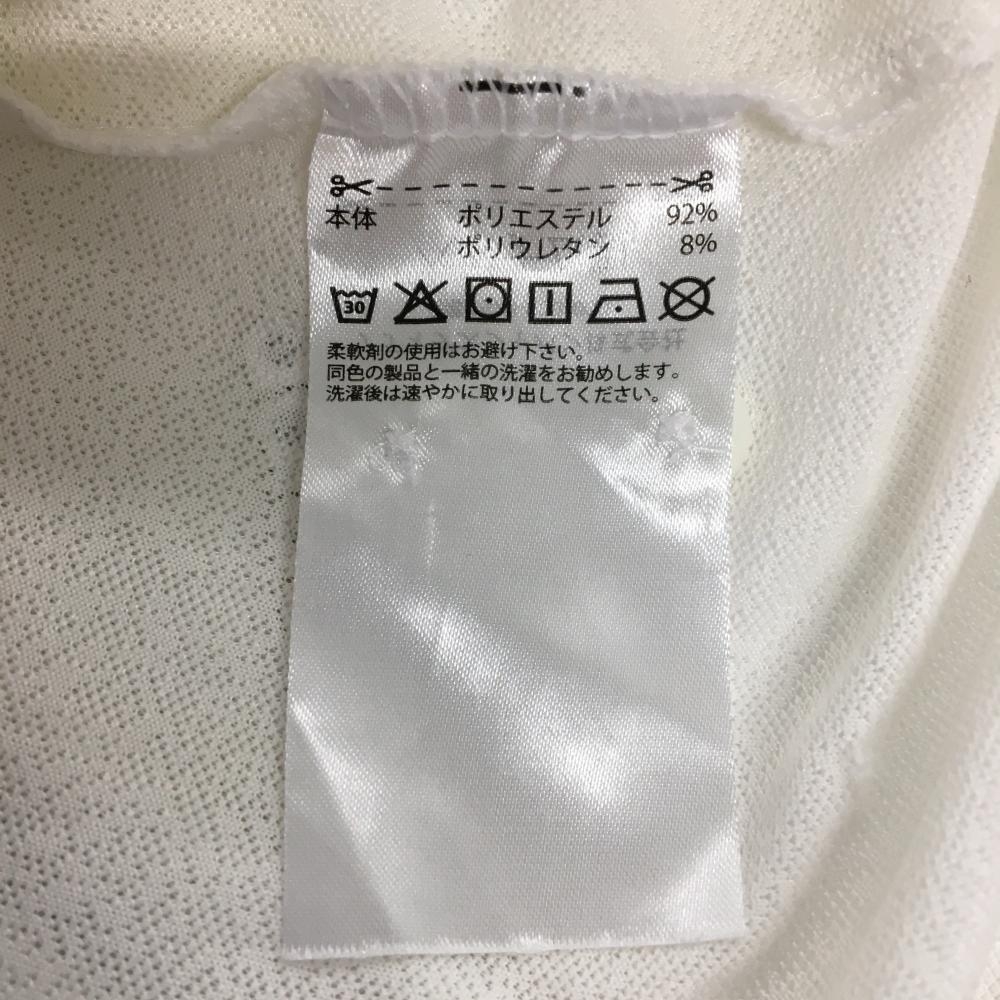 本体 ポリエステル 92%
ポリウレタン 8%
30
柔軟剤の使用はお避け下さい。
同色の製品と一緒の洗濯をお勧めします。
洗濯後は速やかに取り出してください。